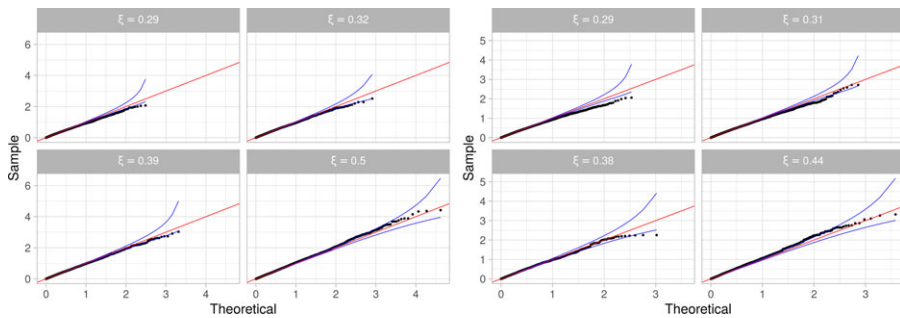 ξ = 0.29
ξ = 0.32
6
4
2
0
ξ = 0.39
ξ = 0.5
6
4
2
0
0 1 2 3 4
0 1 2 3 4
Sample
Theoretical
ξ = 0.29
ξ = 0.31
5
4
3
2
1
0
ξ = 0.38
ξ = 0.44
5
4
3
2
1
0
0 1 2 3
0 1 2 3
Sample
Theoretical